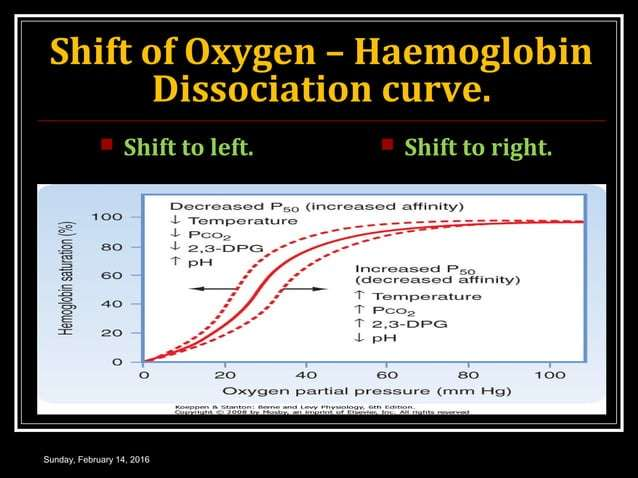 Shift of Oxygen – Haemoglobin
Dissociation curve.
Shift to left.
Shift to right.
Decreased P50 (increased affinity)
↓ Temperature
↓ PCO2
↓ 2,3-DPG
↑ pH
Increased P50
(decreased affinity)
↑ Temperature
↑ PCO2
↑ 2,3-DPG
↓ pH
Hemoglobin saturation (%)
100
80
60
40
20
0
0 20 40 60 80 100
Oxygen partial pressure (mm Hg)
Koeppen & Stanton: Berne and Levy Physiology, 6th Edition.
Copyright © 2008 by Mosby, an imprint of Elsevier, Inc. All rights reserved
Sunday, February 14, 2016